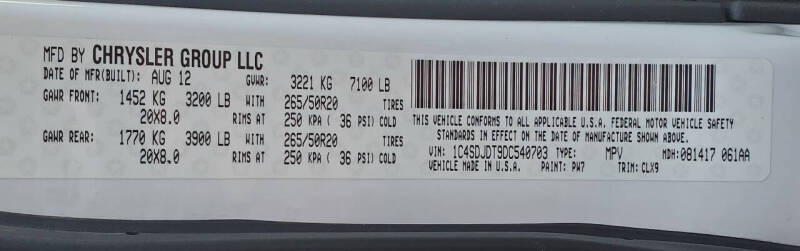 MFD BY CHRYSLER GROUP LLC
DATE OF MFR(BUILT): AUG 12 GVWR: 3221 KG 7100 LB
GAWR FRONT: 1452 KG 3200 LB WITH 265/50R20 TIRES
20X8.0 RIMS AT 250 KPA ( 36 PSI) COLD
GAWR REAR: 1770 KG 3900 LB WITH 265/50R20 TIRES
20X8.0 RIMS AT 250 KPA ( 36 PSI) COLD
THIS VEHICLE CONFORMS TO ALL APPLICABLE U.S.A. FEDERAL MOTOR VEHICLE SAFETY
STANDARDS IN EFFECT ON THE DATE OF MANUFACTURE SHOWN ABOVE.
VIN: 1C4SDJDT9DC540703 TYPE: MPV MDH: 081417 061AA
VEHICLE MADE IN U.S.A. PAINT: PW7 TRIM: CLX9